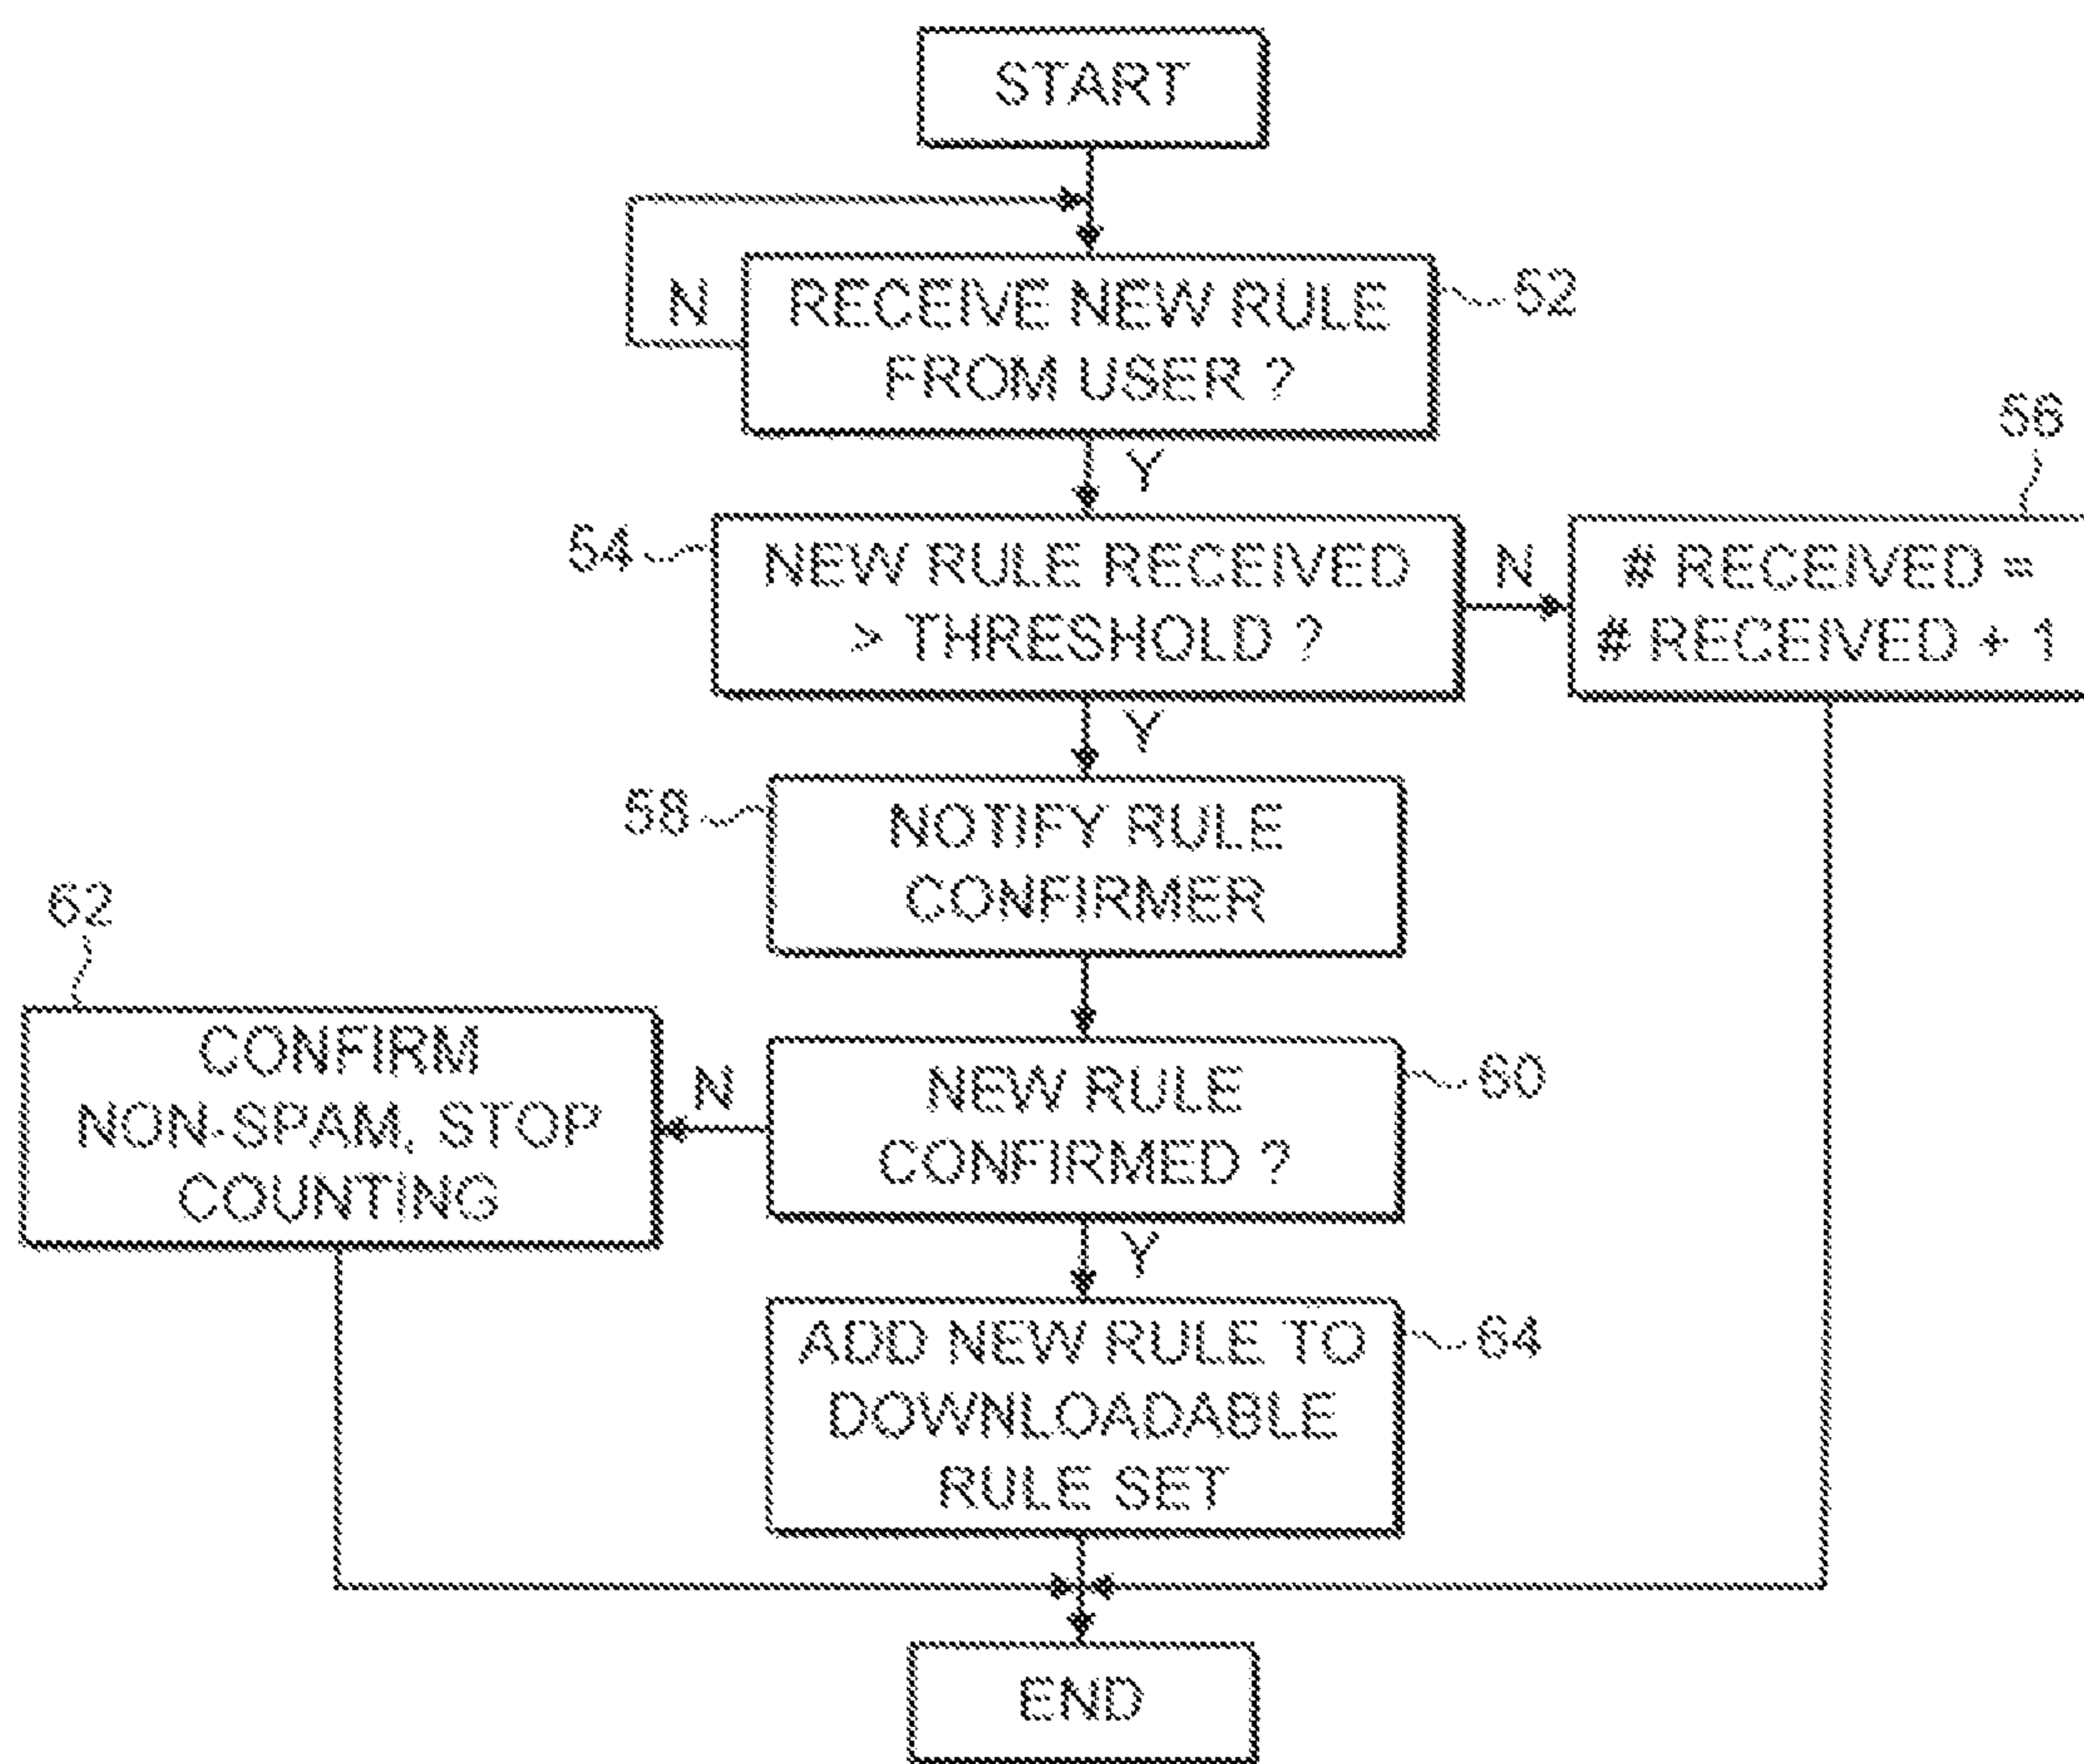 START
N
RECEIVE NEW RULE
FROM USER ?
52
Y
56
54
NEW RULE RECEIVED
> THRESHOLD ?
N
# RECEIVED =
# RECEIVED + 1
Y
58
NOTIFY RULE
CONFIRMER
62
CONFIRM
NON-SPAM, STOP
COUNTING
N
NEW RULE
CONFIRMED ?
60
Y
ADD NEW RULE TO
DOWNLOADABLE
RULE SET
64
END